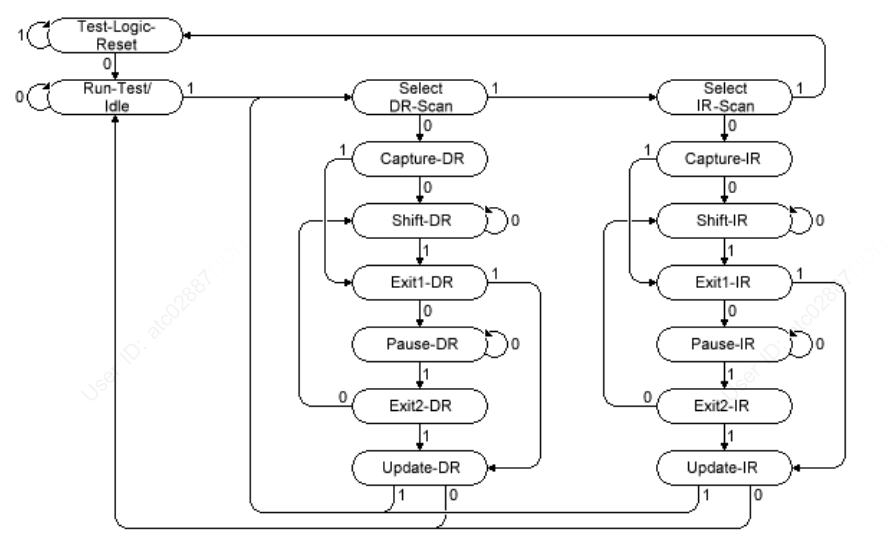 Test-Logic-
Reset
1
0
Run-Test/
Idle
0
1
Select
DR-Scan
1
0
Select
IR-Scan
1
0
Capture-DR
1
0
Capture-IR
1
0
Shift-DR
0
1
Shift-IR
0
1
Exit1-DR
1
0
Exit1-IR
1
0
Pause-DR
0
1
Pause-IR
0
1
Exit2-DR
0
1
Exit2-IR
0
1
Update-DR
1
0
Update-IR
1
0
User ID: atc02887
User ID: atc02887